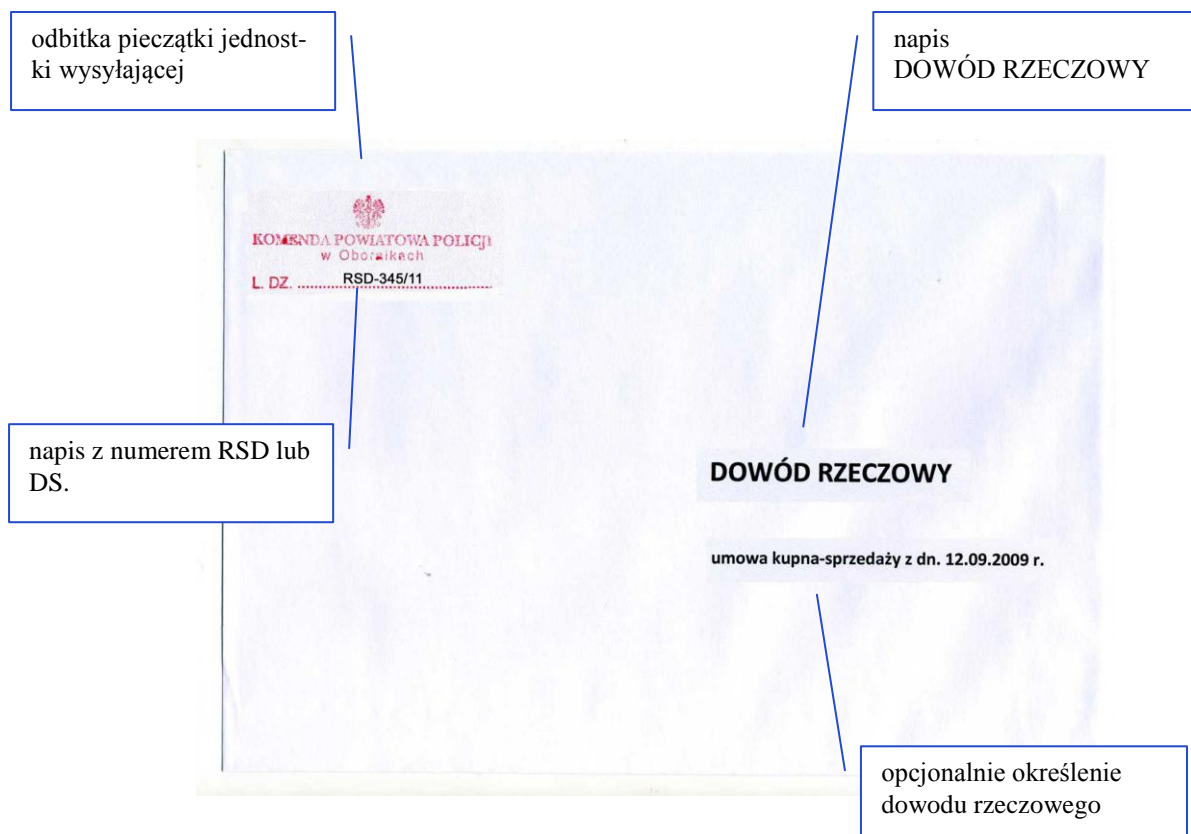 odbitka pieczątki jednost-
ki wysyłającej
napis
DOWÓD RZECZOWY
KOMENDA POWIATOWA POLICJI
w Obornikach
L. DZ. ........RSD-345/11........
napis z numerem RSD lub
DS.
DOWÓD RZECZOWY
umowa kupna-sprzedaży z dn. 12.09.2009 r.
opcjonalnie określenie
dowodu rzeczowego